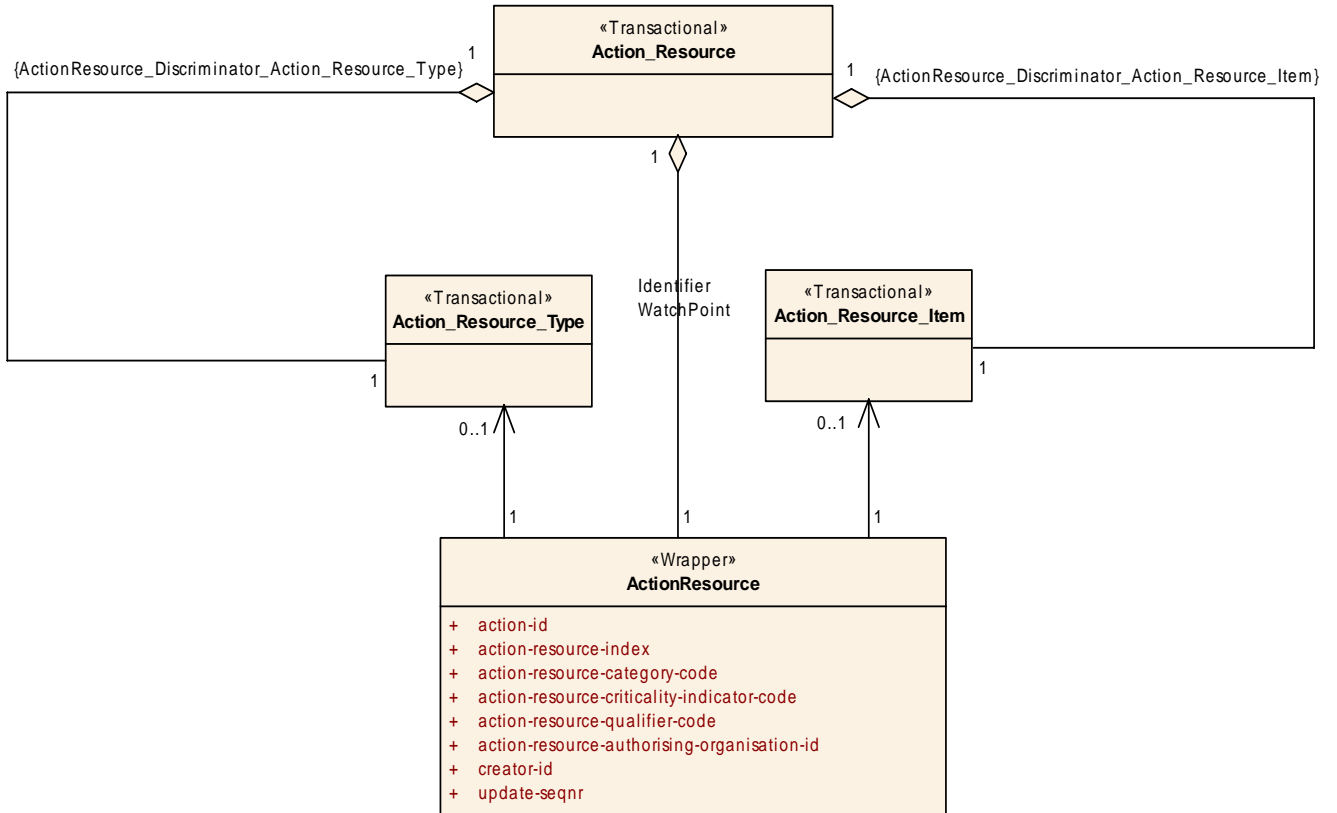 «Transactional»
Action_Resource
1
{ActionResource_Discriminator_Action_Resource_Type}
1
{ActionResource_Discriminator_Action_Resource_Item}
1
Identifier
WatchPoint
«Transactional»
Action_Resource_Type
«Transactional»
Action_Resource_Item
1
1
0..1
0..1
1
1
1
«Wrapper»
ActionResource
+ action-id
+ action-resource-index
+ action-resource-category-code
+ action-resource-criticality-indicator-code
+ action-resource-qualifier-code
+ action-resource-authorising-organisation-id
+ creator-id
+ update-seqnr